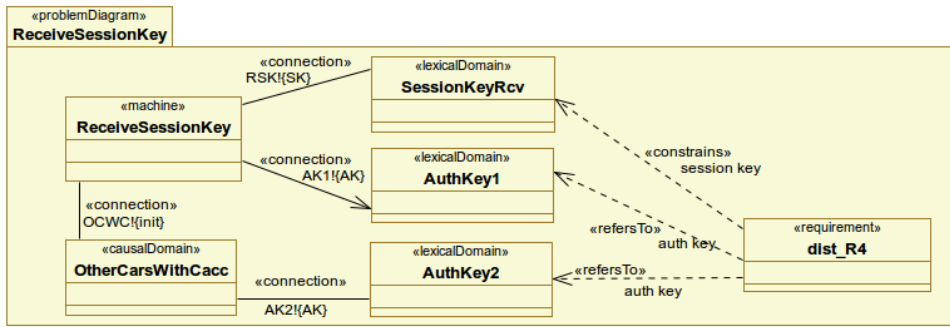 «problemDiagram»
ReceiveSessionKey
«connection»
RSK!{SK}
«lexicalDomain»
SessionKeyRcv
«machine»
ReceiveSessionKey
«connection»
AK1!{AK}
«lexicalDomain»
AuthKey1
«constrains»
session key
«connection»
OCWC!{init}
«refersTo»
auth key
«requirement»
dist_R4
«causalDomain»
OtherCarsWithCacc
«connection»
AK2!{AK}
«lexicalDomain»
AuthKey2
«refersTo»
auth key